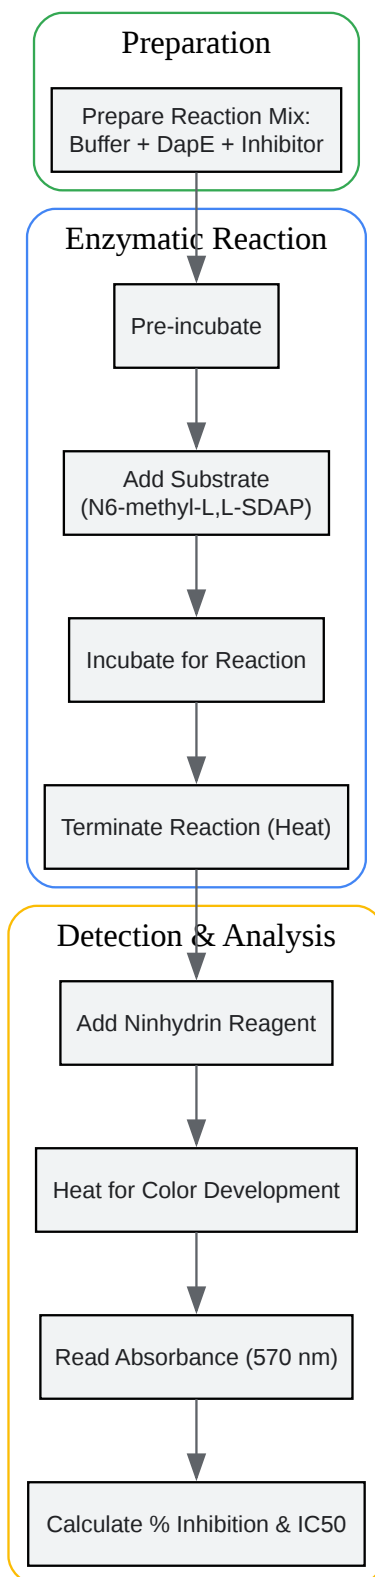 Preparation
Prepare Reaction Mix:
Buffer + DapE + Inhibitor
Enzymatic Reaction
Pre-incubate
Add Substrate
(N6-methyl-L,L-SDAP)
Incubate for Reaction
Terminate Reaction (Heat)
Detection & Analysis
Add Ninhydrin Reagent
Heat for Color Development
Read Absorbance (570 nm)
Calculate % Inhibition & IC50